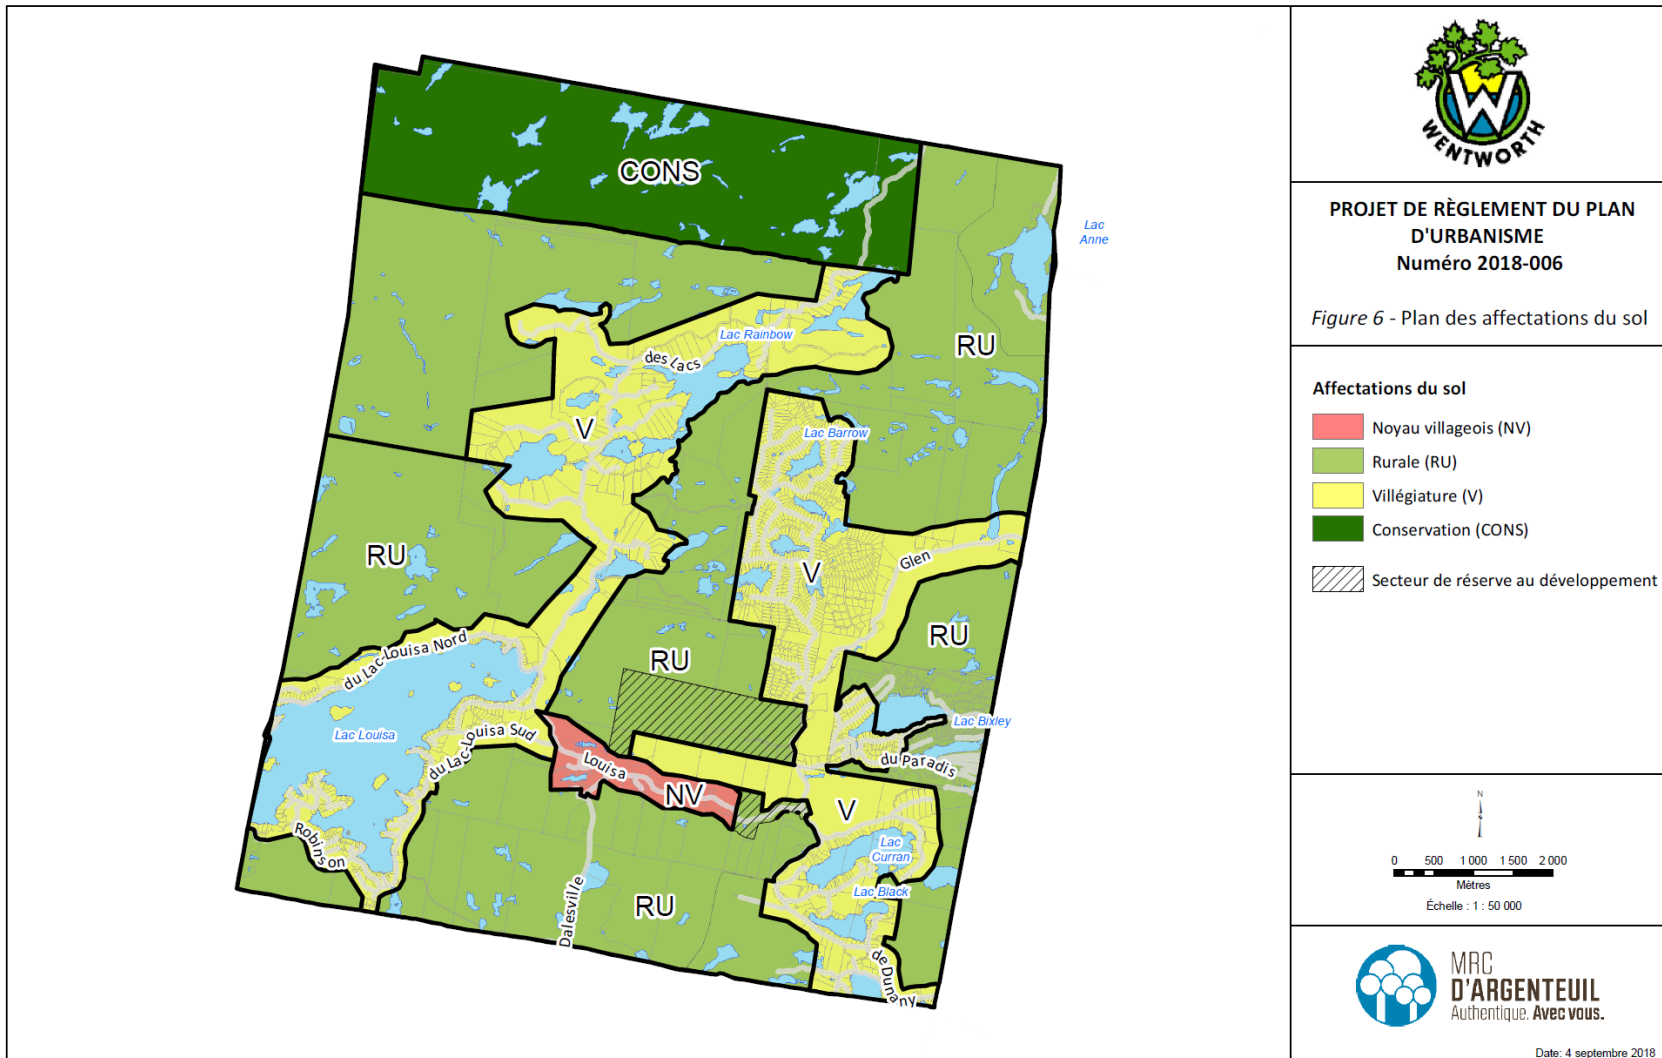 CONS
Lac
Anne
Lac Rainbow
des Lacs
RU
V
Lac Barrow
RU
Glen
V
RU
RU
du Lac-Louisa Nord
Lac Louisa
du Lac-Louisa Sud
Lac Bixley
Louisa
du Paradis
NV
V
Lac
Curran
Robinson
Lac Black
RU
Dalesville
de Dunany
WENTWORTH
PROJET DE RÈGLEMENT DU PLAN
D'URBANISME
Numéro 2018-006
Figure 6 - Plan des affectations du sol
Affectations du sol
Noyau villageois (NV)
Rurale (RU)
Villégiature (V)
Conservation (CONS)
Secteur de réserve au développement
N
0 500 1 000 1 500 2 000
Mètres
Échelle : 1 : 50 000
MRC
D'ARGENTEUIL
Authentique. Avec vous.
Date: 4 septembre 2018